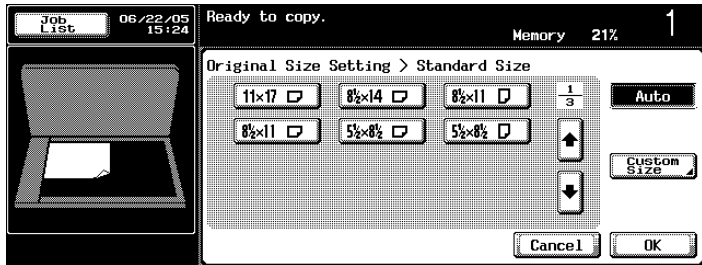 Job List
06/22/05
15:24
Ready to copy.
Memory 21%
1
Original Size Setting > Standard Size
11×17
8½×14
8½×11
1/3
Auto
8½×11
5½×8½
5½×8½
Custom Size
Cancel
OK